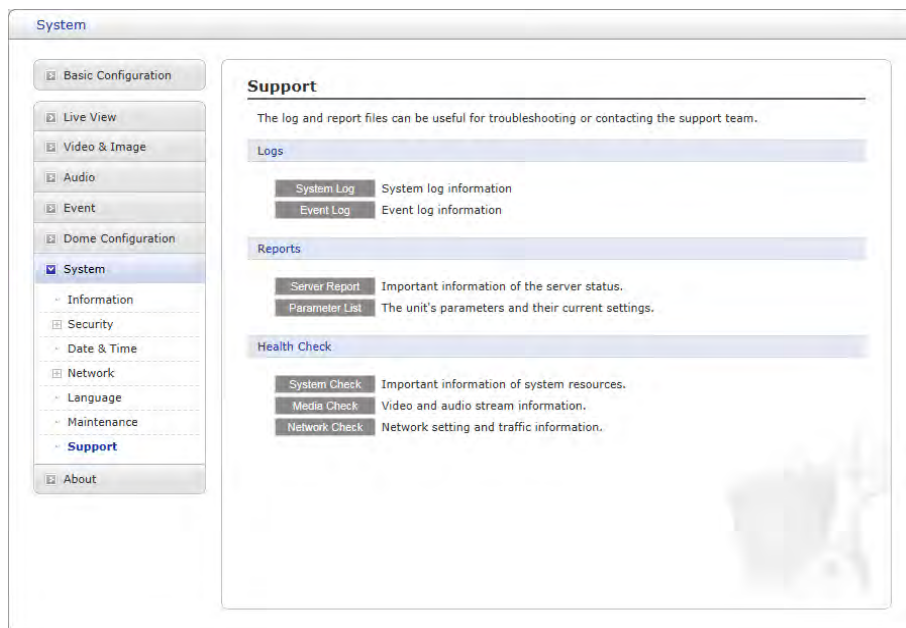 System
Basic Configuration
Live View
Video & Image
Audio
Event
Dome Configuration
System
Information
Security
Date & Time
Network
Language
Maintenance
Support
About
Support
The log and report files can be useful for troubleshooting or contacting the support team.
Logs
System Log System log information
Event Log Event log information
Reports
Server Report Important information of the server status.
Parameter List The unit's parameters and their current settings.
Health Check
System Check Important information of system resources.
Media Check Video and audio stream information.
Network Check Network setting and traffic information.